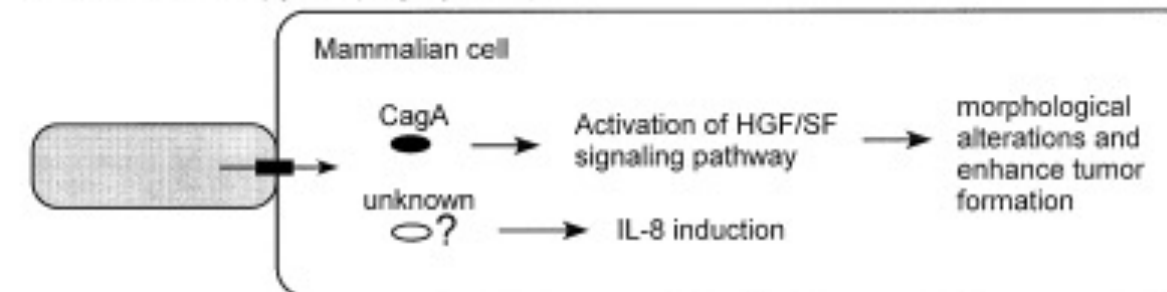 Mammalian cell
CagA
Activation of HGF/SF
signaling pathway
morphological
alterations and
enhance tumor
formation
unknown
?
IL-8 induction